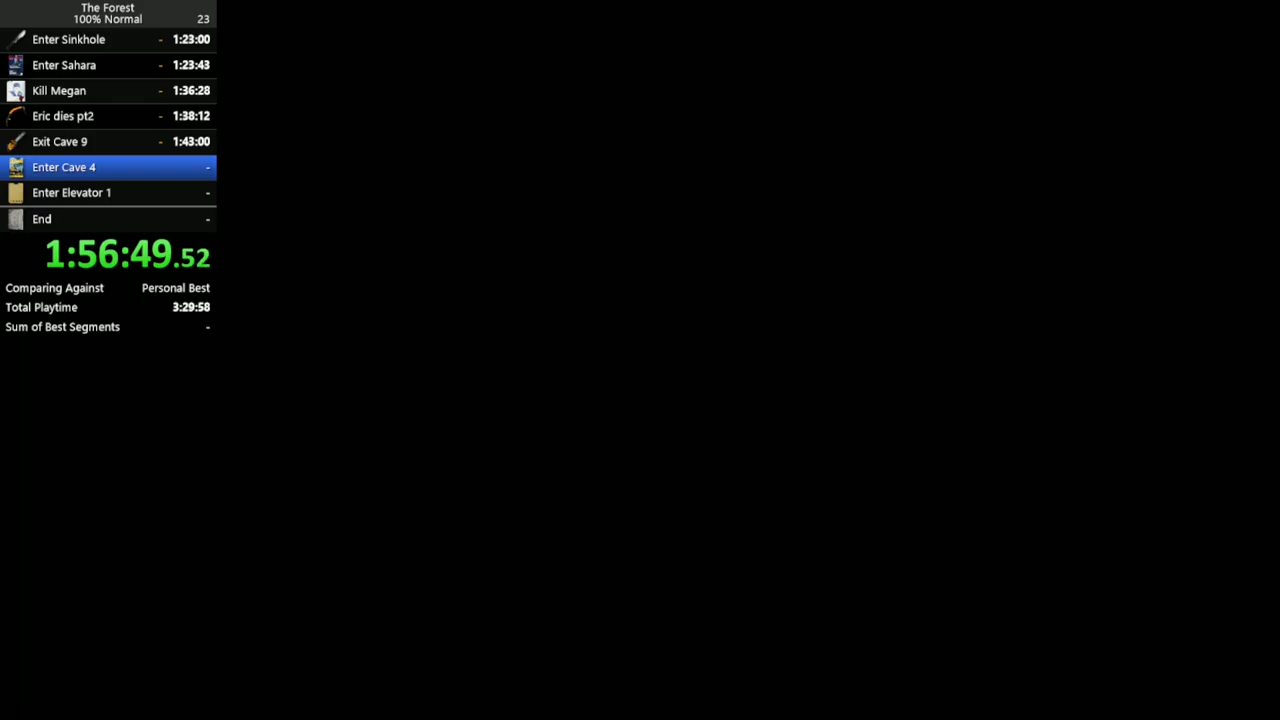 The Forest
100% Normal 23
Enter Sinkhole - 1:23:00
Enter Sahara - 1:23:43
Kill Megan - 1:36:28
Eric dies pt2 - 1:38:12
Exit Cave 9 - 1:43:00
Enter Cave 4 -
Enter Elevator 1 -
End -
1:56:49.52
Comparing Against Personal Best
Total Playtime 3:29:58
Sum of Best Segments -